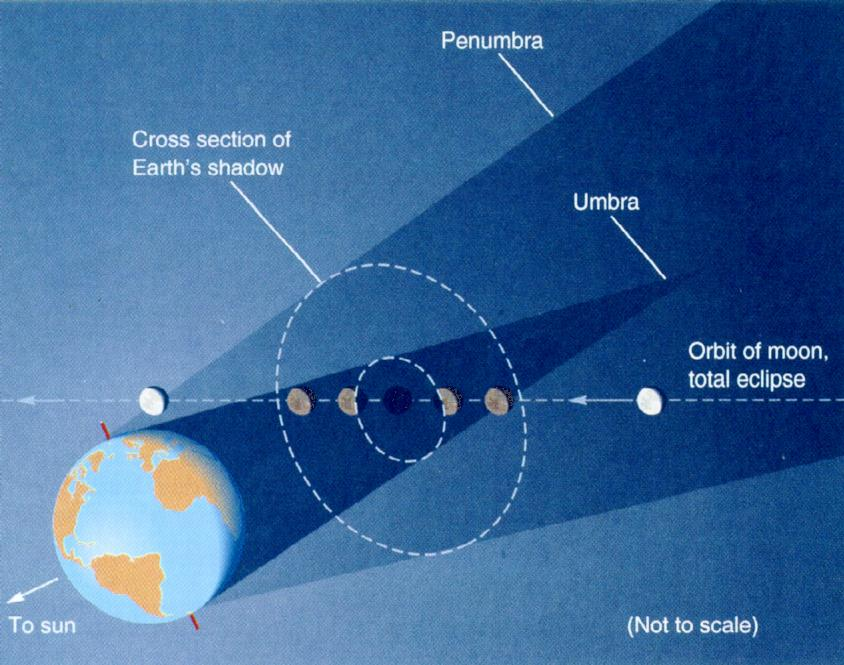 Penumbra
Cross section of
Earth's shadow
Umbra
Orbit of moon,
total eclipse
To sun
(Not to scale)